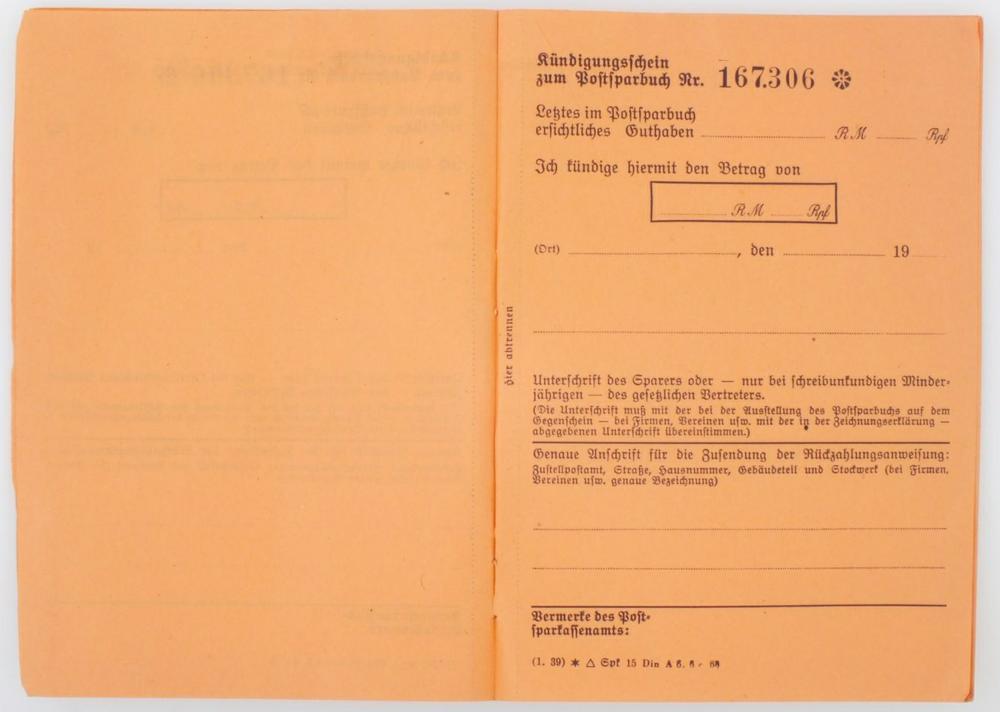 Kündigungsschein
zum Postsparbuch Nr. 167.306
Letztes im Postsparbuch
ersichtliches Guthaben RM Rpf
Ich kündige hiermit den Betrag von
RM Rpf
(Ort) , den 19
Hier abtrennen
Unterschrift des Sparers oder — nur bei schreibunkundigen Minder-
jährigen — des gesetzlichen Vertreters.
(Die Unterschrift muß mit der bei der Ausstellung des Postsparbuchs auf dem
Gegenschein — bei Firmen, Vereinen usw. mit der in der Zeichnungserklärung —
abgegebenen Unterschrift übereinstimmen.)
Genaue Anschrift für die Zusendung der Rückzahlungsanweisung:
Zustellpostamt, Straße, Hausnummer, Gebäudeteil und Stockwerk (bei Firmen,
Vereinen usw. genaue Bezeichnung)
Vermerke des Post-
sparkassenamts:
(1. 39) ✶ △ Spk 15 Din A 6.